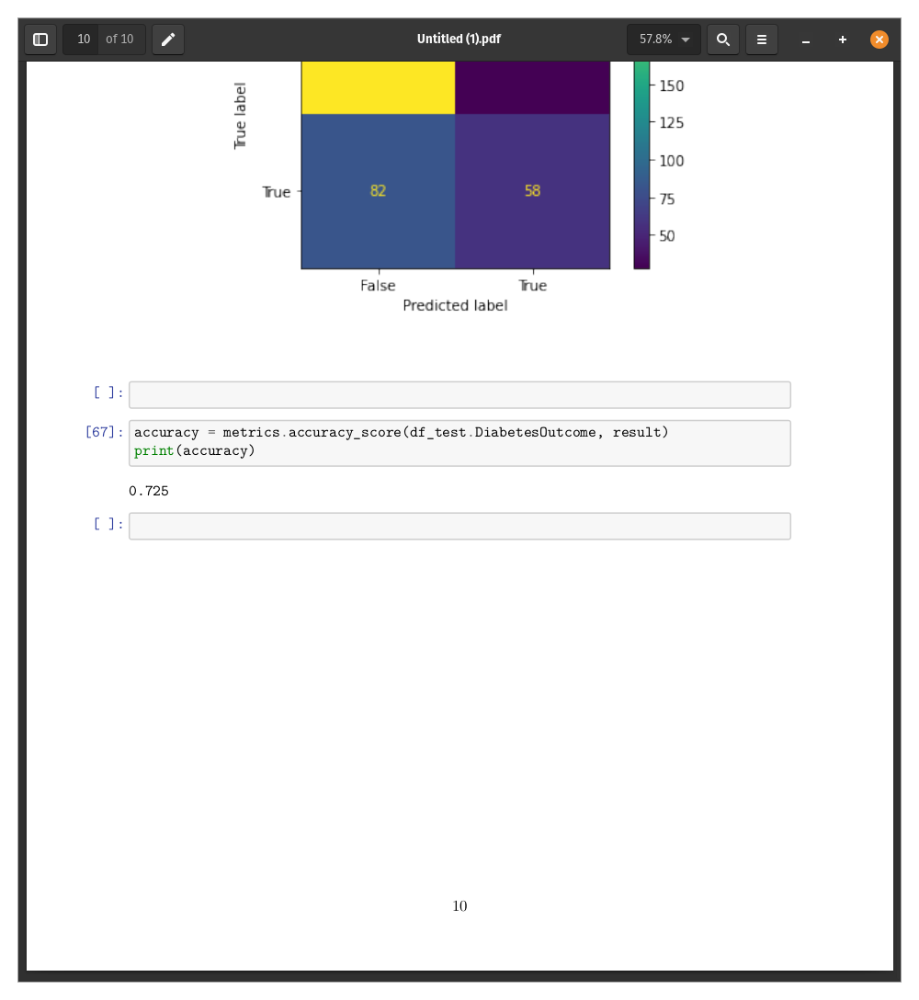 10 of 10
Untitled (1).pdf
57.8%
True label
150
125
100
75
50
True
82
58
False
True
Predicted label
[ ]:
[67]: accuracy = metrics.accuracy_score(df_test.DiabetesOutcome, result)
print(accuracy)
0.725
[ ]:
10